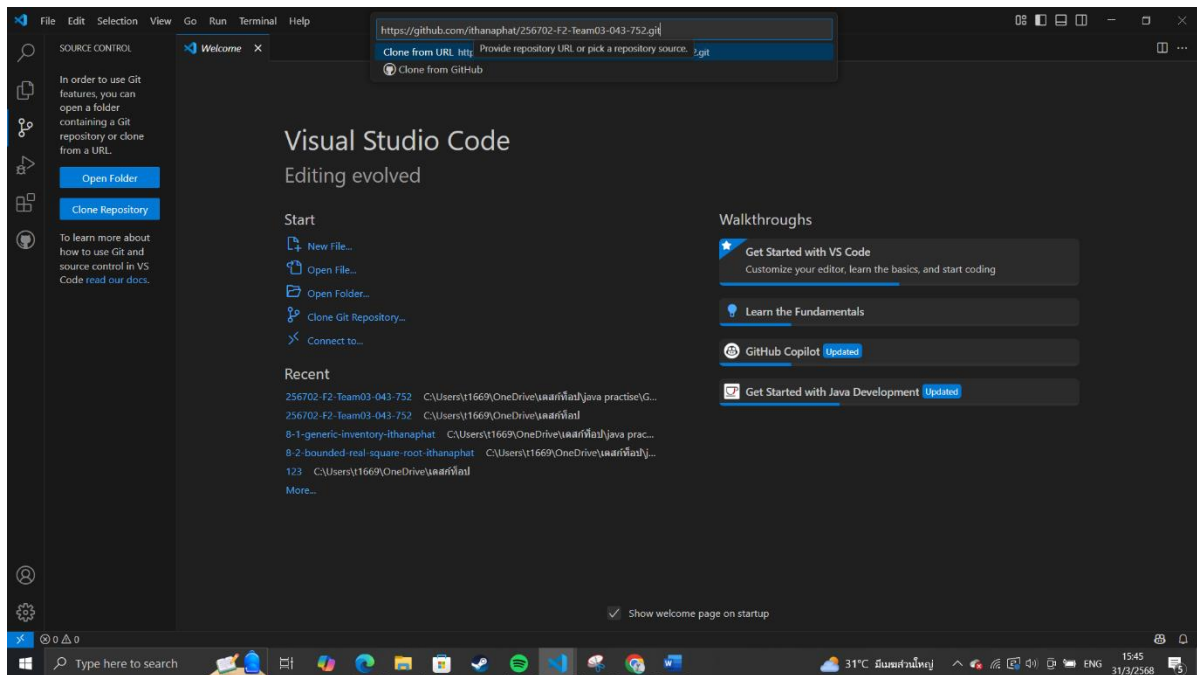 File Edit Selection View Go Run Terminal Help
https://github.com/ithanaphat/256702-F2-Team03-043-752.git
Clone from URL http
Provide repository URL or pick a repository source.
.git
Clone from GitHub
SOURCE CONTROL
Welcome
In order to use Git
features, you can
open a folder
containing a Git
repository or clone
from a URL.
Open Folder
Clone Repository
To learn more about
how to use Git and
source control in VS
Code read our docs.
Visual Studio Code
Editing evolved
Start
New File...
Open File...
Open Folder...
Clone Git Repository...
Connect to...
Recent
256702-F2-Team03-043-752 C:\Users\t1669\OneDrive\เดสก์ท็อป\java practise\G...
256702-F2-Team03-043-752 C:\Users\t1669\OneDrive\เดสก์ท็อป
8-1-generic-inventory-ithanaphat C:\Users\t1669\OneDrive\เดสก์ท็อป\java prac...
8-2-bounded-real-square-root-ithanaphat C:\Users\t1669\OneDrive\เดสก์ท็อป\j...
123 C:\Users\t1669\OneDrive\เดสก์ท็อป
More...
Walkthroughs
Get Started with VS Code
Customize your editor, learn the basics, and start coding
Learn the Fundamentals
GitHub Copilot Updated
Get Started with Java Development Updated
Show welcome page on startup
0 0
Type here to search
31°C มีเมฆส่วนใหญ่
ENG
15:45
31/3/2568
5